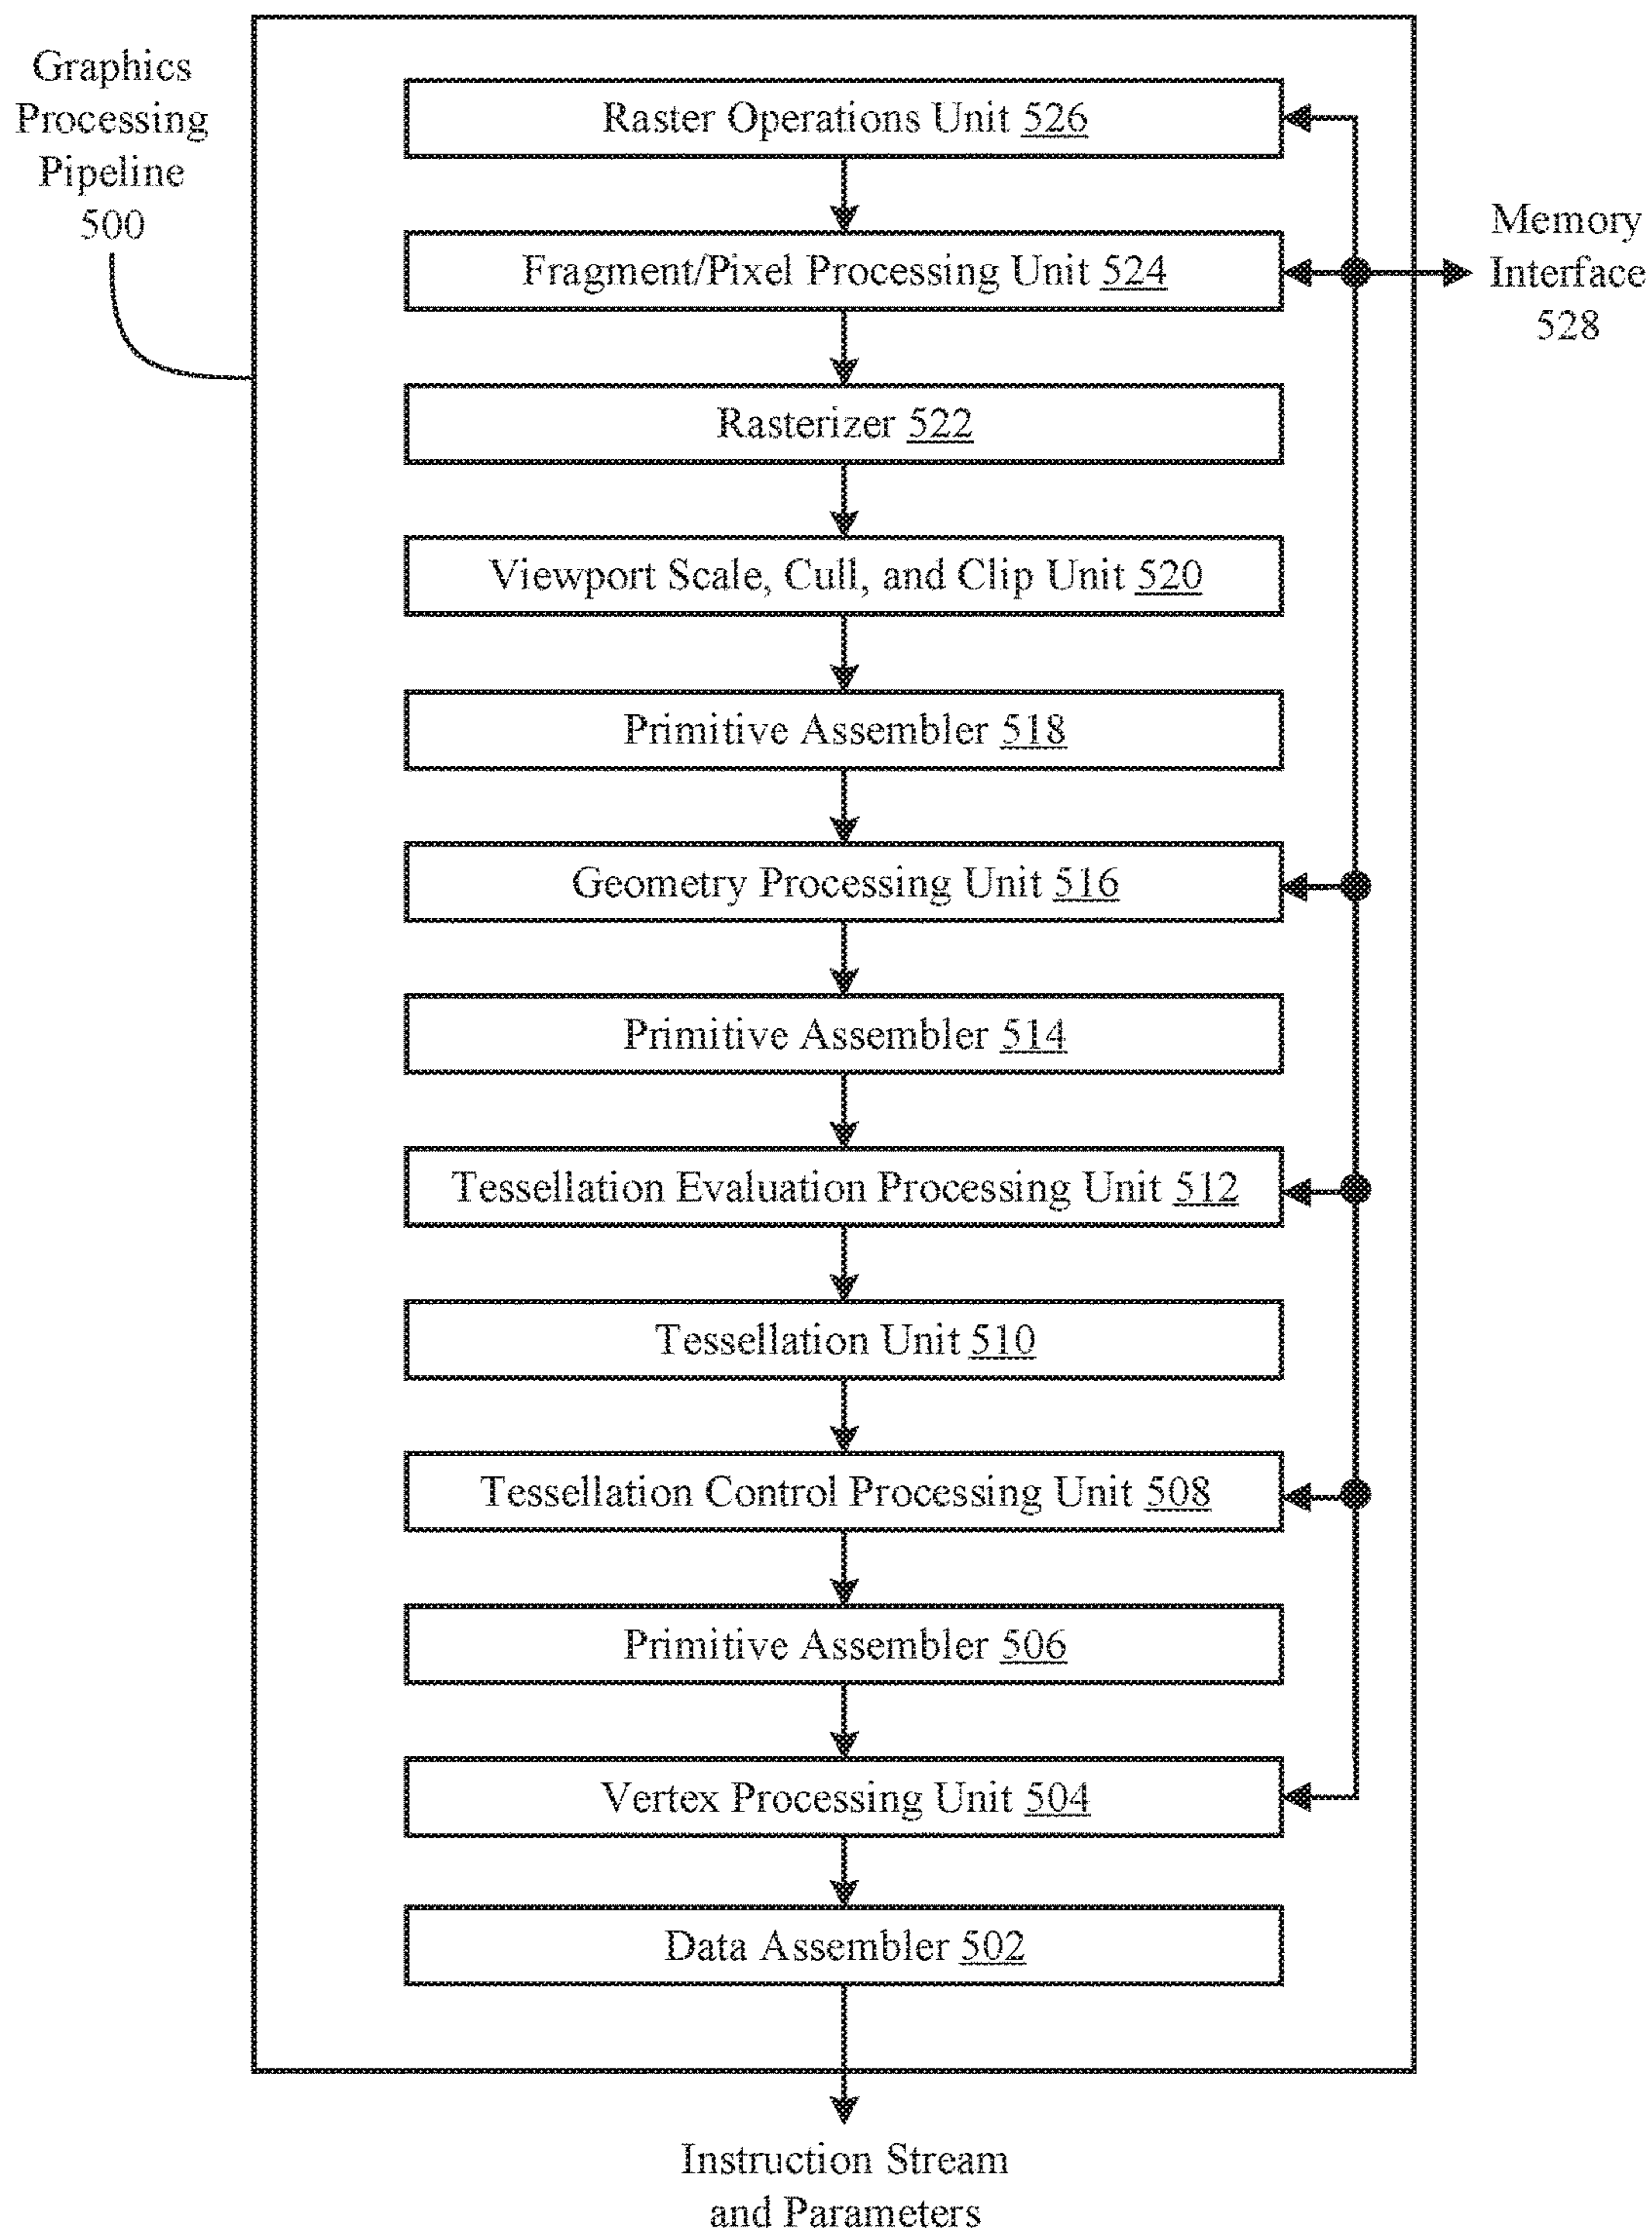 Graphics
Processing
Pipeline
500
Raster Operations Unit 526
Fragment/Pixel Processing Unit 524
Memory
Interface
528
Rasterizer 522
Viewport Scale, Cull, and Clip Unit 520
Primitive Assembler 518
Geometry Processing Unit 516
Primitive Assembler 514
Tessellation Evaluation Processing Unit 512
Tessellation Unit 510
Tessellation Control Processing Unit 508
Primitive Assembler 506
Vertex Processing Unit 504
Data Assembler 502
Instruction Stream
and Parameters